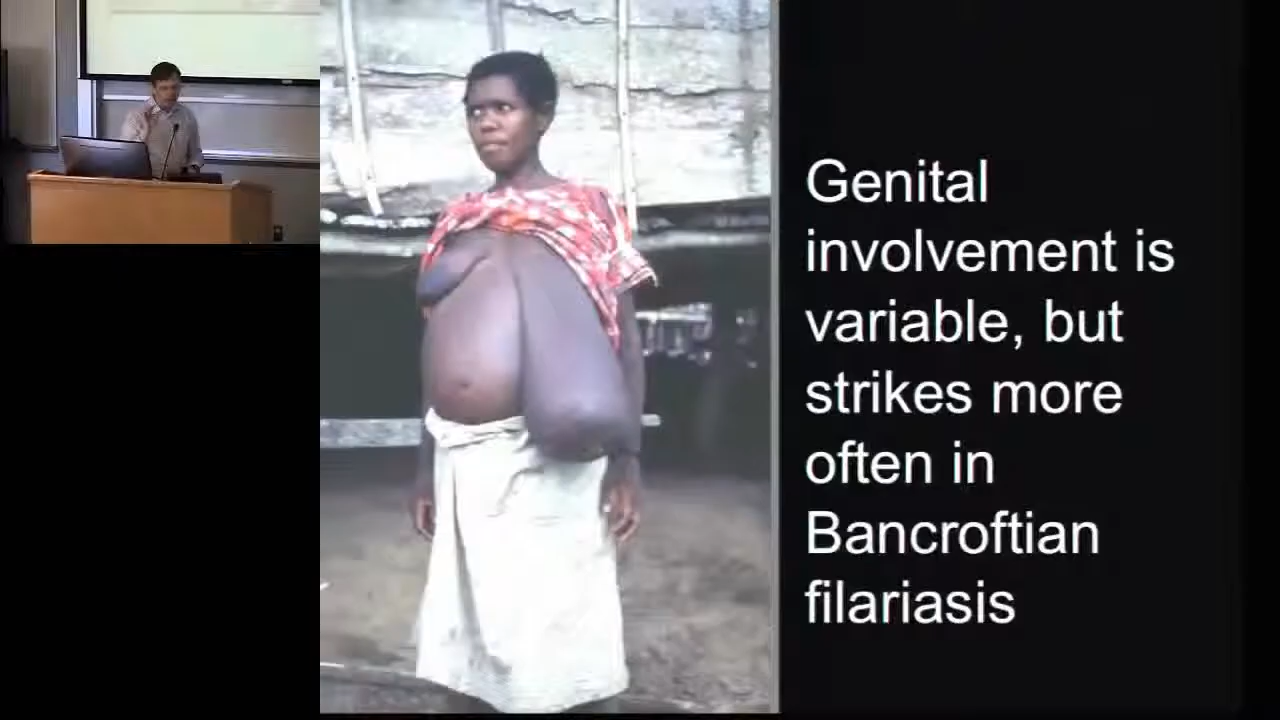 Genital
involvement is
variable, but
strikes more
often in
Bancroftian
filariasis